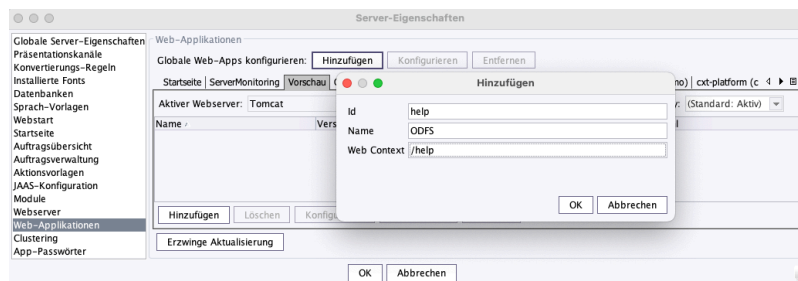 Server-Eigenschaften
Globale Server-Eigenschaften
Präsentationskanäle
Konvertierungs-Regeln
Installierte Fonts
Datenbanken
Sprach-Vorlagen
Webstart
Startseite
Auftragsübersicht
Auftragsverwaltung
Aktionsvorlagen
JAAS-Konfiguration
Module
Webserver
Web-Applikationen
Clustering
App-Passwörter
Web-Applikationen
Globale Web-Apps konfigurieren: Hinzufügen Konfigurieren Entfernen
Startseite ServerMonitoring Vorschau
no) cxt-platform (c
Aktiver Webserver: Tomcat
(Standard: Aktiv)
Name Vers
Hinzufügen Löschen Konfigu
Erzwinge Aktualisierung
Hinzufügen
Id help
Name ODFS
Web Context /help
OK Abbrechen
OK Abbrechen